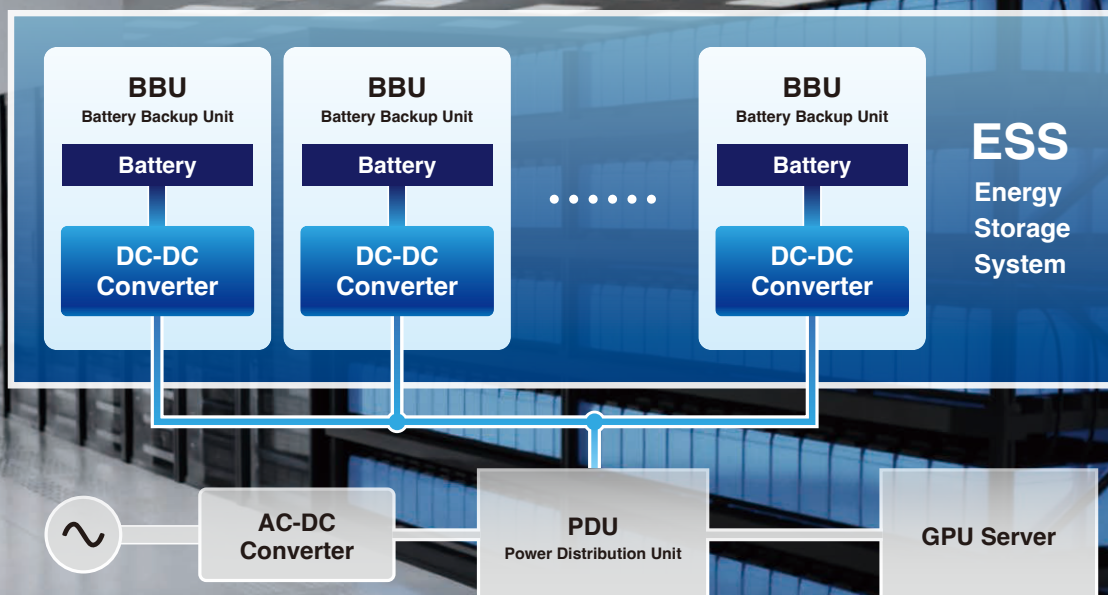 BBU
Battery Backup Unit
Battery
DC-DC
Converter
BBU
Battery Backup Unit
Battery
DC-DC
Converter
BBU
Battery Backup Unit
Battery
DC-DC
Converter
ESS
Energy
Storage
System
AC-DC
Converter
PDU
Power Distribution Unit
GPU Server